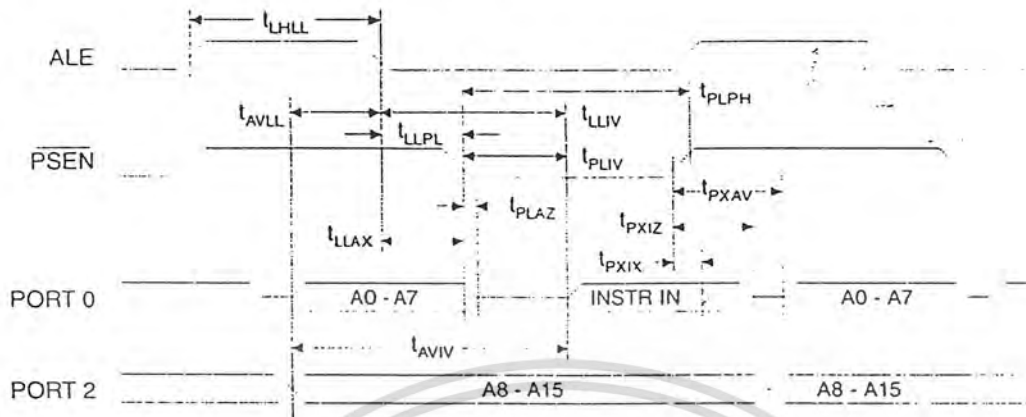 tLHLL
ALE
tPLPH
tAVLL
tLLIV
tLLPL
PSEN
tPLIV
tPXAV
tPLAZ
tPXIZ
tLLAX
tPXIX
PORT 0
A0 - A7
INSTR IN
A0 - A7
tAVIV
PORT 2
A8 - A15
A8 - A15